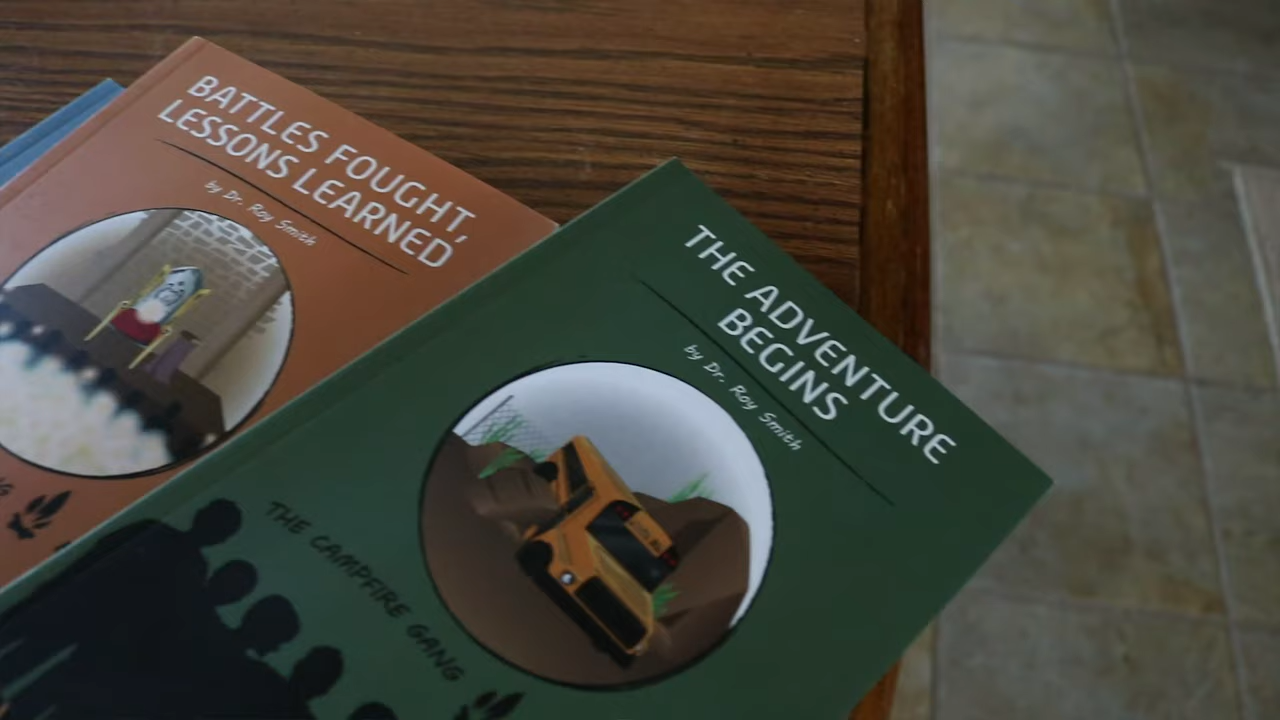 BATTLES FOUGHT,
LESSONS LEARNED
by Dr. Roy Smith
THE ADVENTURE
BEGINS
by Dr. Roy Smith
THE CAMPFIRE GANG